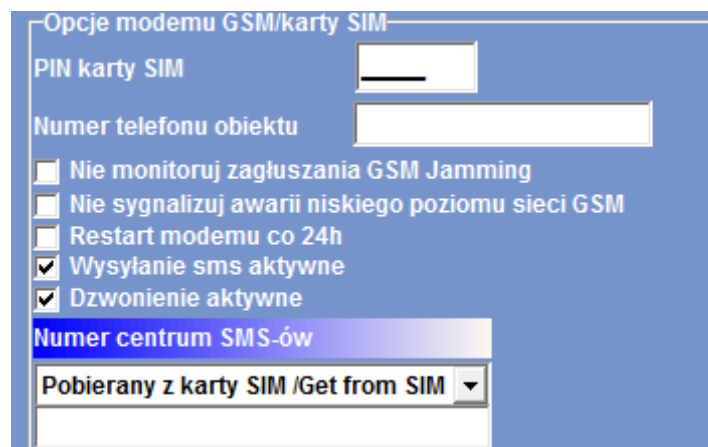 Opcje modemu GSM/karty SIM
PIN karty SIM
Numer telefonu obiektu
Nie monitoruj zagłuszania GSM Jamming
Nie sygnalizuj awarii niskiego poziomu sieci GSM
Restart modemu co 24h
Wysyłanie sms aktywne
Dzwonienie aktywne
Numer centrum SMS-ów
Pobierany z karty SIM /Get from SIM